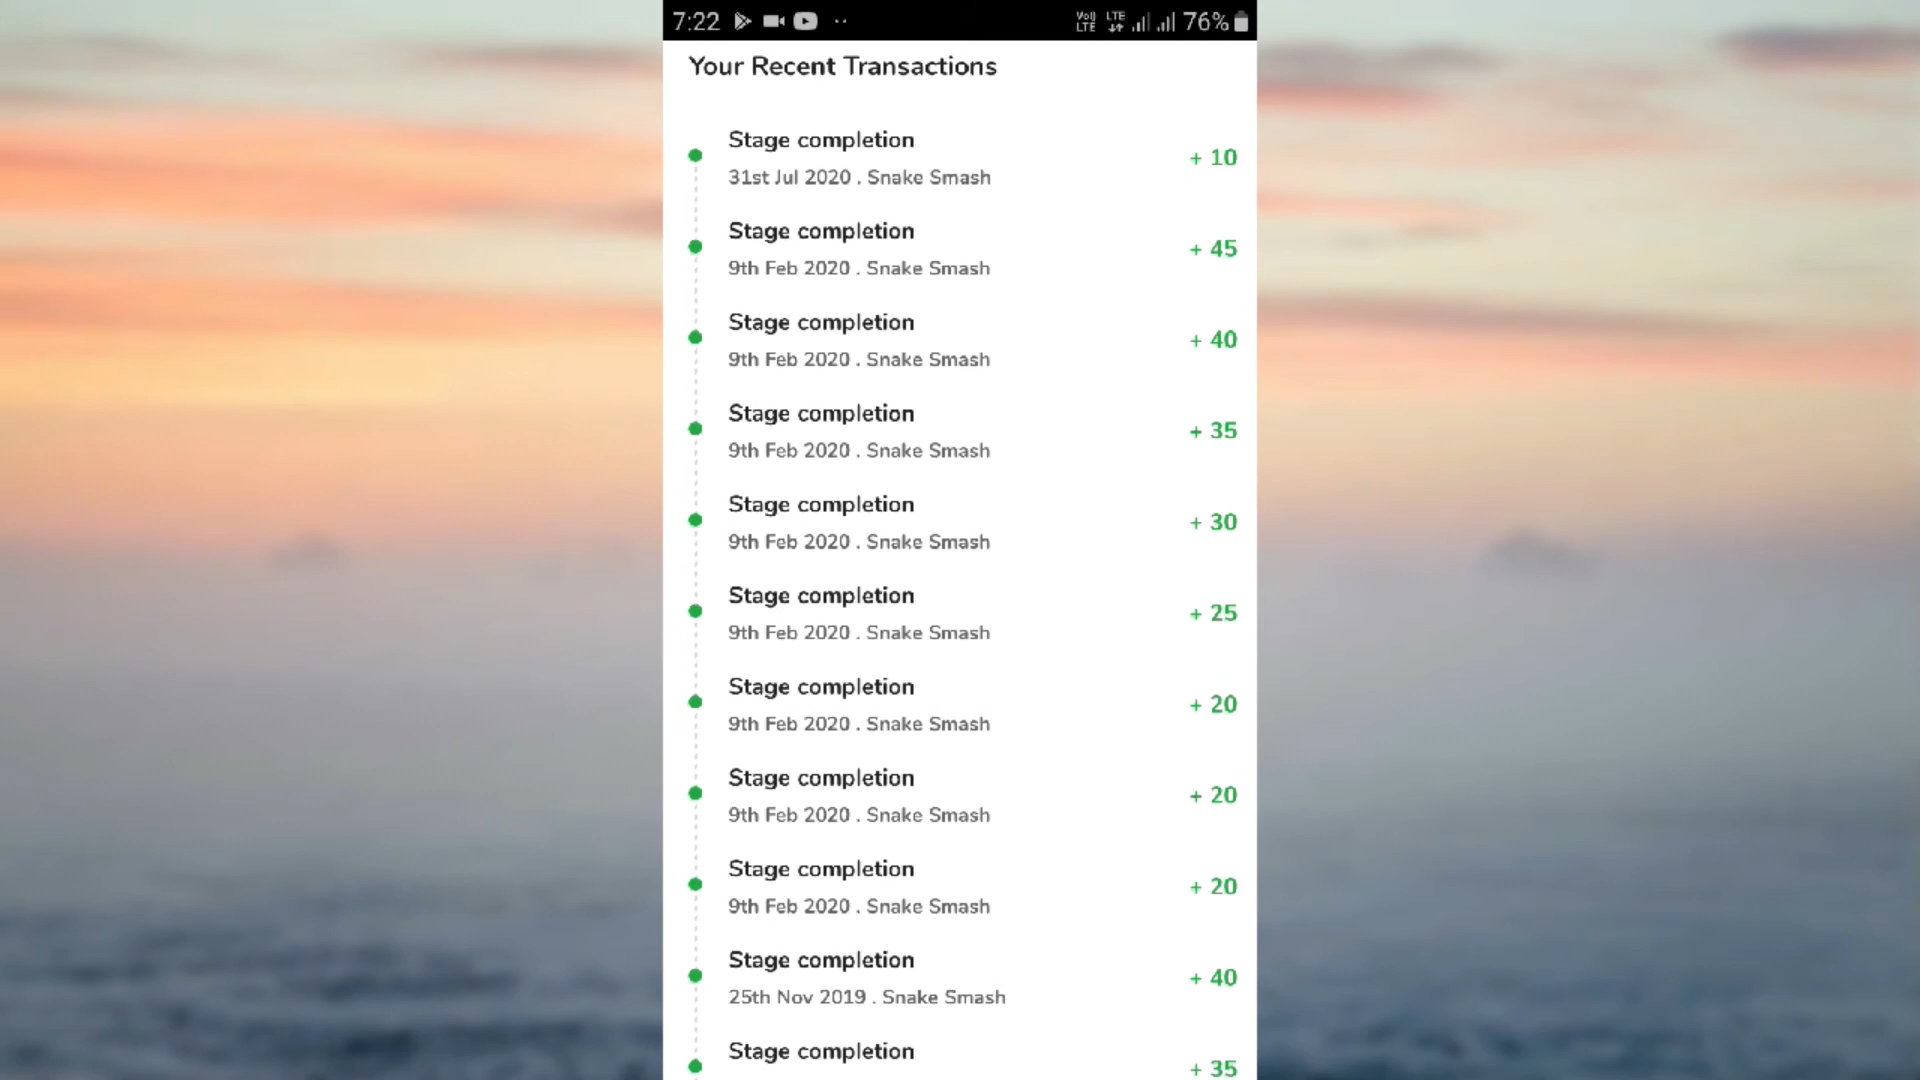 7:22 VoLTE LTE 76%
Your Recent Transactions
Stage completion
+ 10
31st Jul 2020 . Snake Smash
Stage completion
+ 45
9th Feb 2020 . Snake Smash
Stage completion
+ 40
9th Feb 2020 . Snake Smash
Stage completion
+ 35
9th Feb 2020 . Snake Smash
Stage completion
+ 30
9th Feb 2020 . Snake Smash
Stage completion
+ 25
9th Feb 2020 . Snake Smash
Stage completion
+ 20
9th Feb 2020 . Snake Smash
Stage completion
+ 20
9th Feb 2020 . Snake Smash
Stage completion
+ 20
9th Feb 2020 . Snake Smash
Stage completion
+ 40
25th Nov 2019 . Snake Smash
Stage completion
+ 35